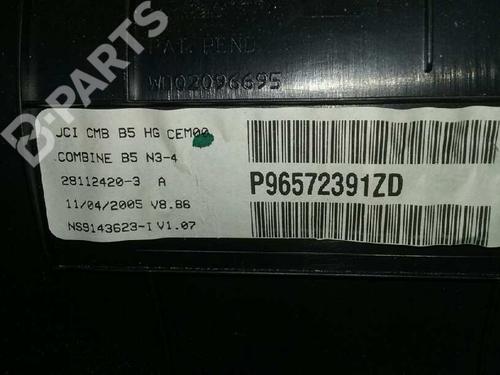 B-PARTS
PAT. PEND.
W002096695
JCI CMB B5 HG CEM00
COMBINE B5 N3-4
28112420-3 A
11/04/2005 V8.86
NS9143623-I V1.07
P96572391ZD